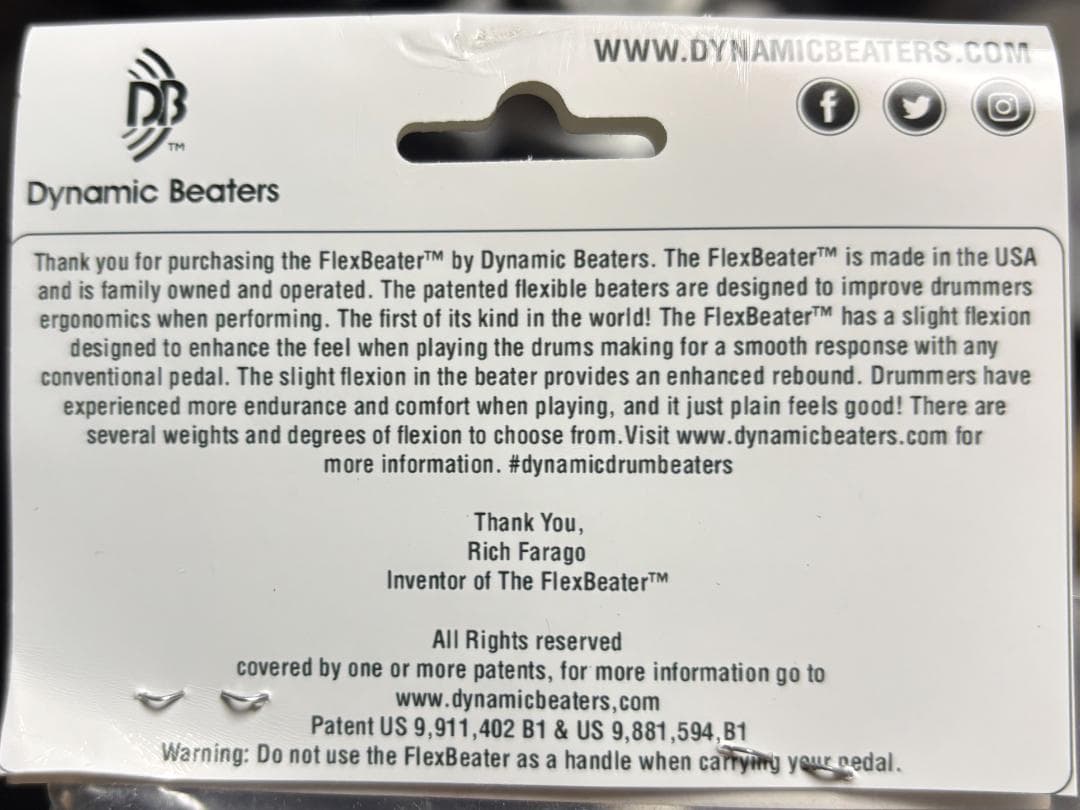 WWW.DYNAMICBEATERS.COM
DB™
Dynamic Beaters
Thank you for purchasing the FlexBeater™ by Dynamic Beaters. The FlexBeater™ is made in the USA
and is family owned and operated. The patented flexible beaters are designed to improve drummers
ergonomics when performing. The first of its kind in the world! The FlexBeater™ has a slight flexion
designed to enhance the feel when playing the drums making for a smooth response with any
conventional pedal. The slight flexion in the beater provides an enhanced rebound. Drummers have
experienced more endurance and comfort when playing, and it just plain feels good! There are
several weights and degrees of flexion to choose from.Visit www.dynamicbeaters.com for
more information. #dynamicdrumbeaters
Thank You,
Rich Farago
Inventor of The FlexBeater™
All Rights reserved
covered by one or more patents, for more information go to
www.dynamicbeaters,com
Patent US 9,911,402 B1 & US 9,881,594,B1
Warning: Do not use the FlexBeater as a handle when carrying your pedal.